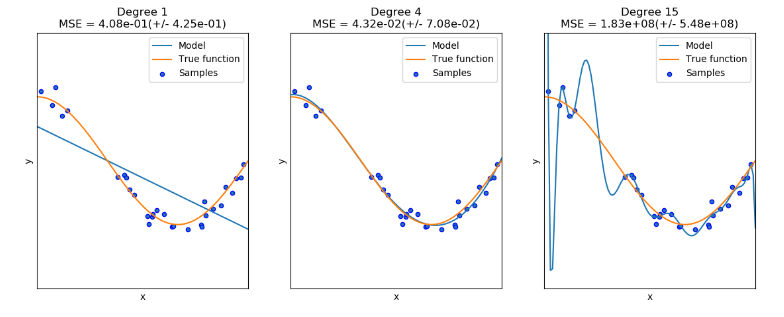 Degree 1
MSE = 4.08e-01(+/- 4.25e-01)
Model
True function
Samples
y
x
Degree 4
MSE = 4.32e-02(+/- 7.08e-02)
Model
True function
Samples
y
x
Degree 15
MSE = 1.83e+08(+/- 5.48e+08)
Model
True function
Samples
y
x